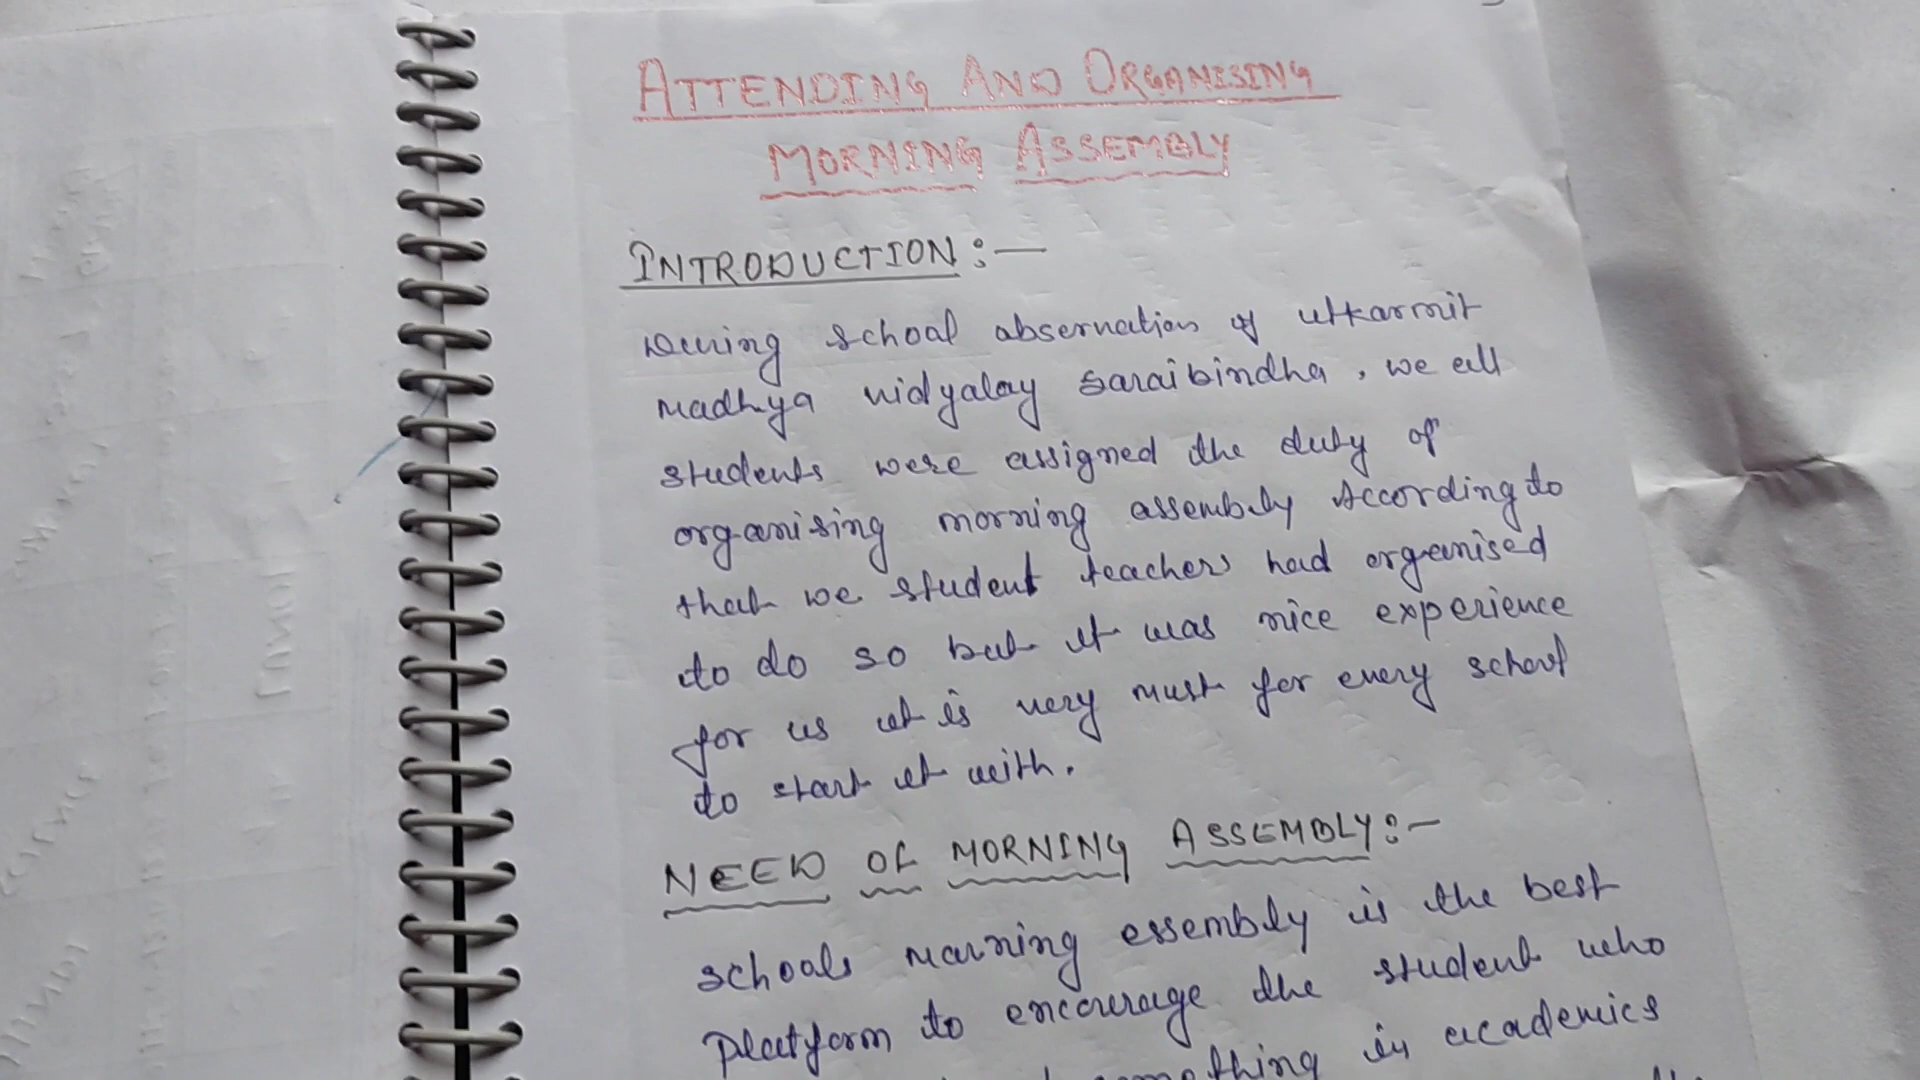 ATTENDING AND ORGANISING
MORNING ASSEMBLY
INTRODUCTION :—
During school observation of utkarmit
madhya vidyalay saraibindha, we all
students were assigned the duty of
organising morning assembly According to
that we student teachers had organised
to do so but it was nice experience
for us it is very must for every school
to start it with.
NEED OF MORNING ASSEMBLY :—
schools morning assembly is the best
platform to encourage the student who
something in academics